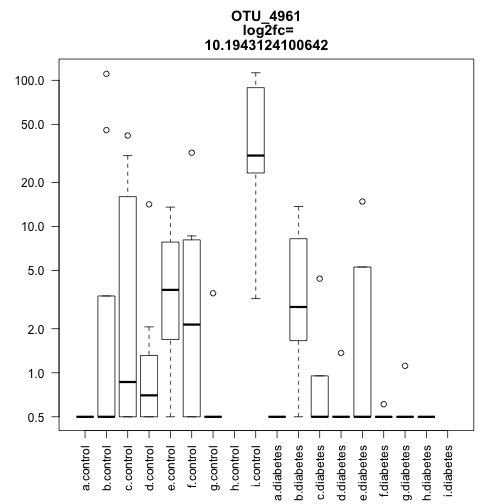 OTU_4961
log2fc=
10.1943124100642
100.0
50.0
20.0
10.0
5.0
2.0
1.0
0.5
a.control
b.control
c.control
d.control
e.control
f.control
g.control
h.control
i.control
a.diabetes
b.diabetes
c.diabetes
d.diabetes
e.diabetes
f.diabetes
g.diabetes
h.diabetes
i.diabetes